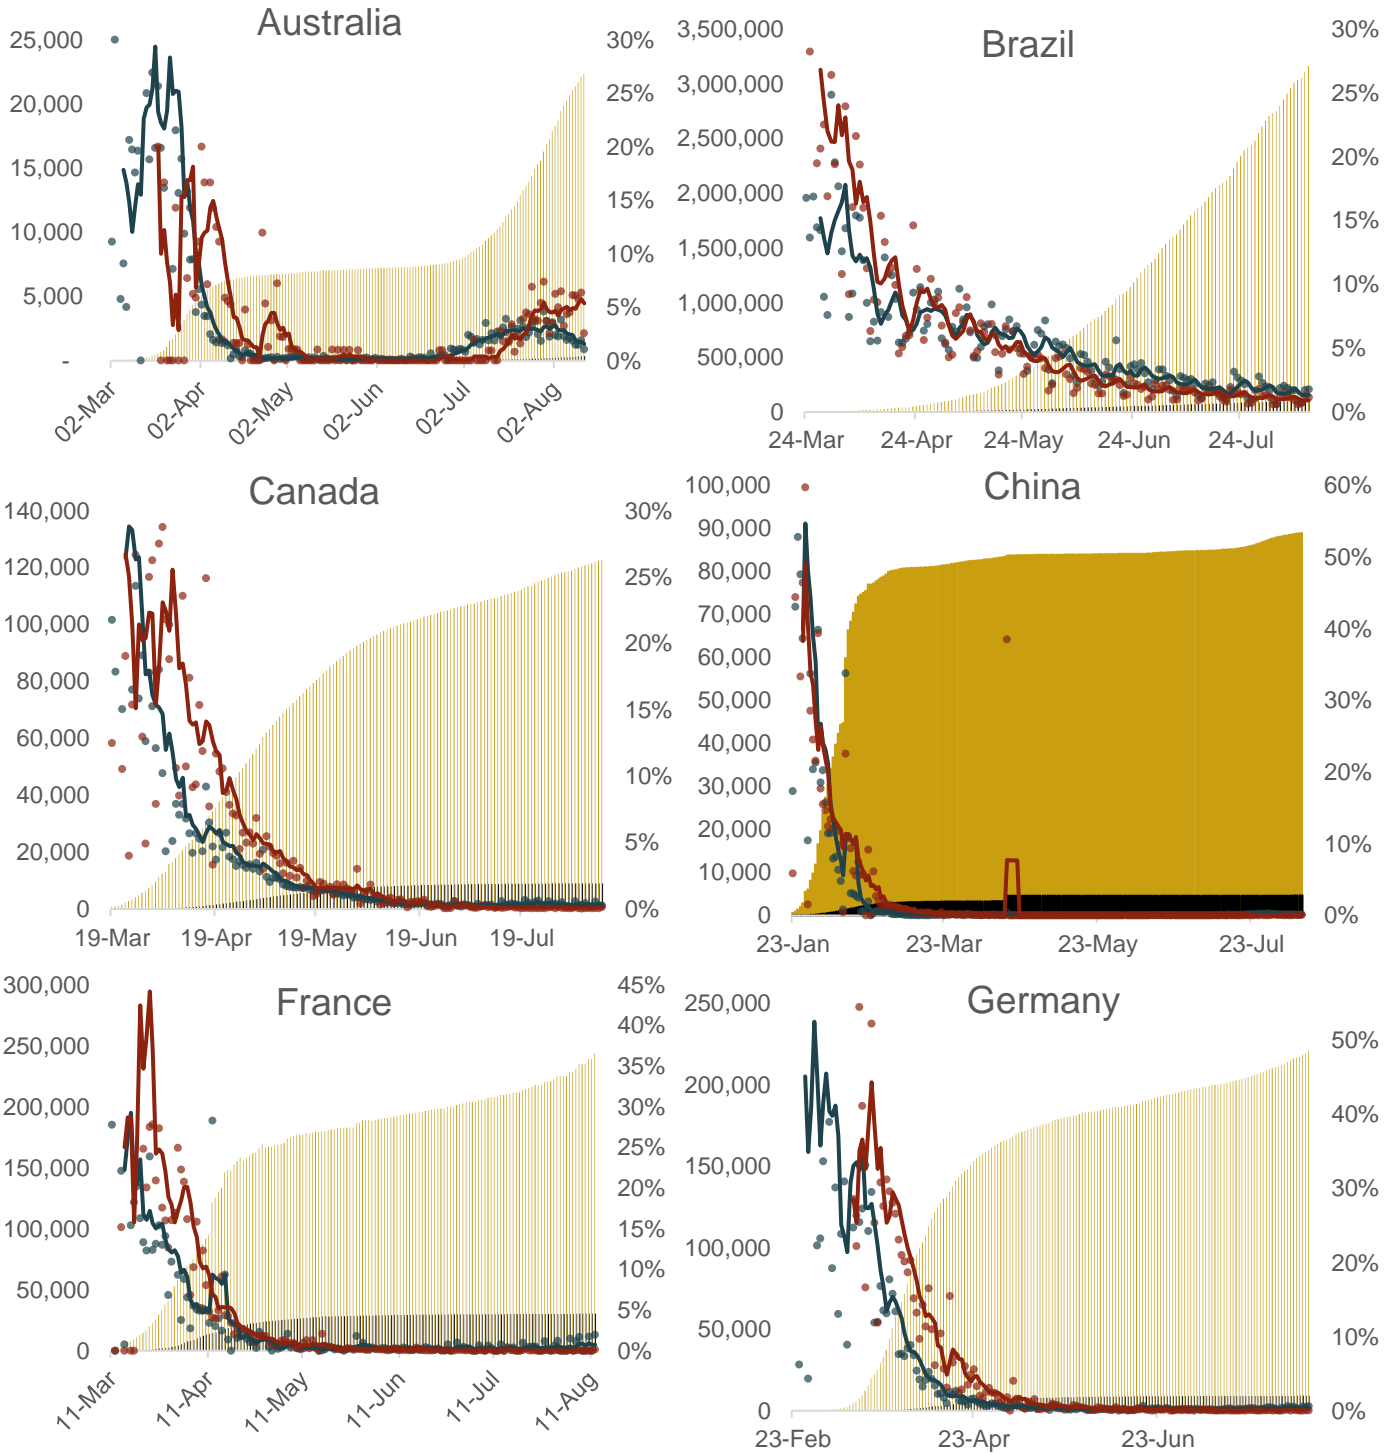 Australia
25,000
20,000
15,000
10,000
5,000
-
30%
25%
20%
15%
10%
5%
0%
02-Mar
02-Apr
02-May
02-Jun
02-Jul
02-Aug
Brazil
3,500,000
3,000,000
2,500,000
2,000,000
1,500,000
1,000,000
500,000
0
30%
25%
20%
15%
10%
5%
0%
24-Mar
24-Apr
24-May
24-Jun
24-Jul
Canada
140,000
120,000
100,000
80,000
60,000
40,000
20,000
0
30%
25%
20%
15%
10%
5%
0%
19-Mar
19-Apr
19-May
19-Jun
19-Jul
China
100,000
90,000
80,000
70,000
60,000
50,000
40,000
30,000
20,000
10,000
0
60%
50%
40%
30%
20%
10%
0%
23-Jan
23-Mar
23-May
23-Jul
France
300,000
250,000
200,000
150,000
100,000
50,000
0
45%
40%
35%
30%
25%
20%
15%
10%
5%
0%
11-Mar
11-Apr
11-May
11-Jun
11-Jul
11-Aug
Germany
250,000
200,000
150,000
100,000
50,000
0
50%
40%
30%
20%
10%
0%
23-Feb
23-Apr
23-Jun